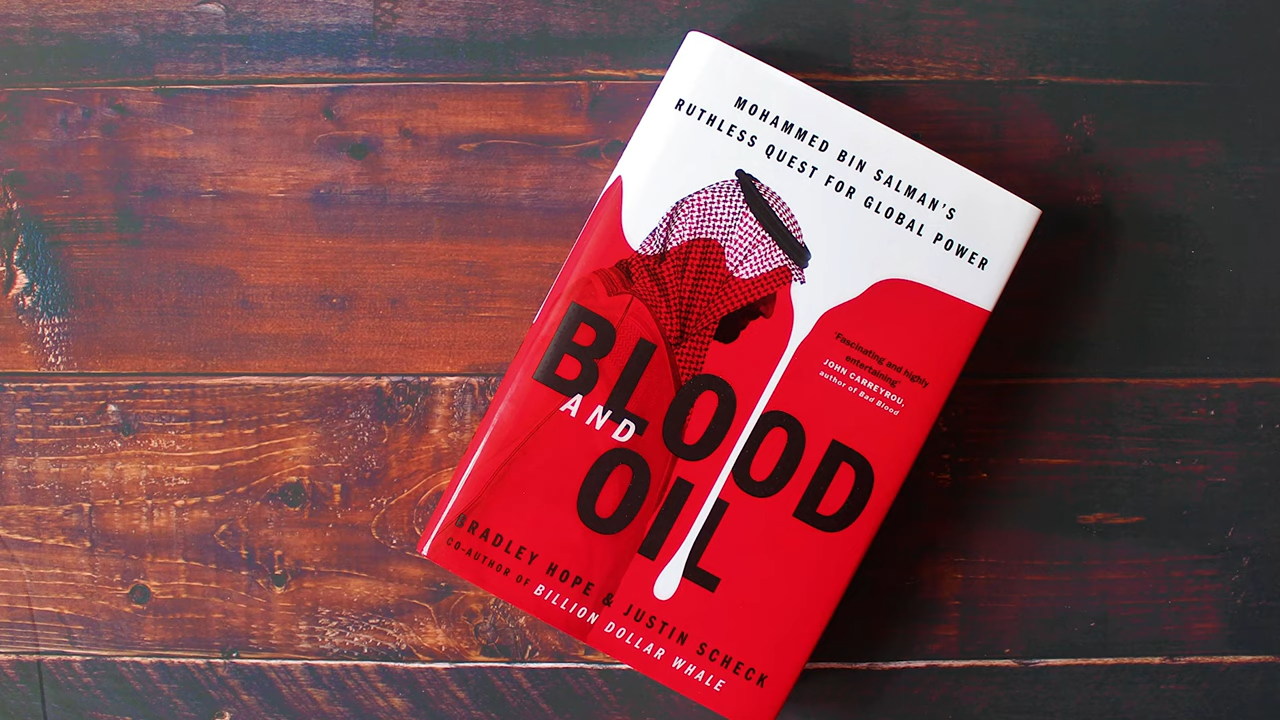 MOHAMMED BIN SALMAN'S
RUTHLESS QUEST FOR GLOBAL POWER
'Fascinating and highly
entertaining'
JOHN CARREYROU,
author of Bad Blood
BLOOD
AND
OIL
BRADLEY HOPE & JUSTIN SCHECK
CO-AUTHOR OF BILLION DOLLAR WHALE